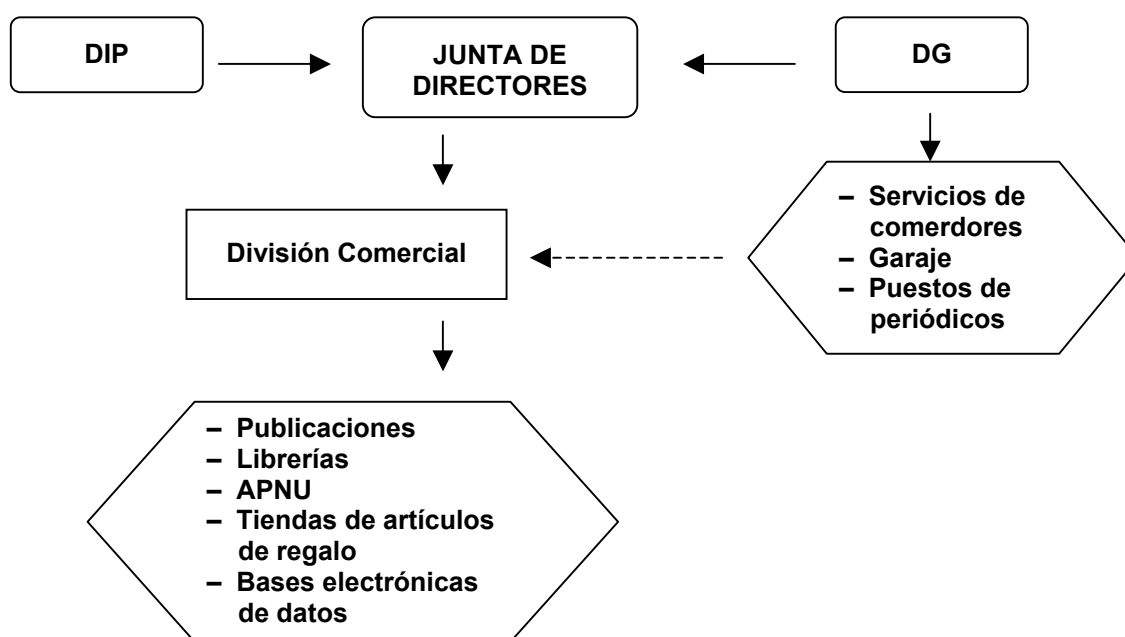 DIP
JUNTA DE
DIRECTORES
DG
– Servicios de
comerdores
– Garaje
– Puestos de
periódicos
División Comercial
– Publicaciones
– Librerías
– APNU
– Tiendas de artículos
de regalo
– Bases electrónicas
de datos